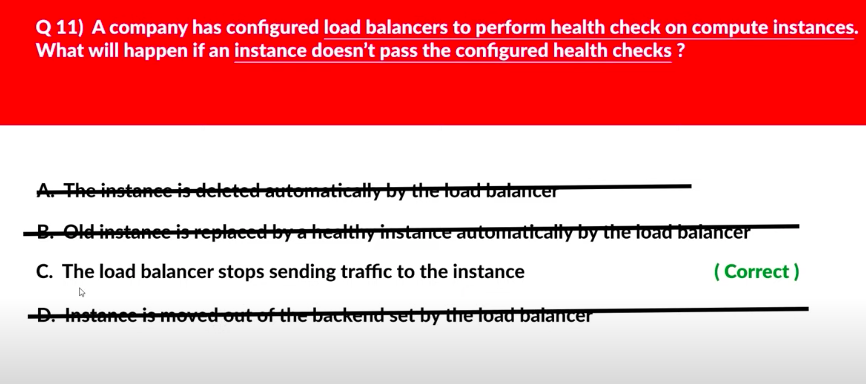 Q 11) A company has configured load balancers to perform health check on compute instances.
What will happen if an instance doesn't pass the configured health checks ?
A. The instance is deleted automatically by the load balancer
B. Old instance is replaced by a healthy instance automatically by the load balancer
C. The load balancer stops sending traffic to the instance (Correct)
D. Instance is moved out of the backend set by the load balancer